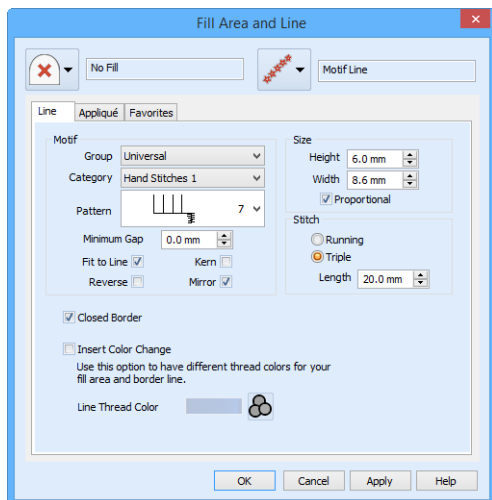 Fill Area and Line
No Fill
Motif Line
Line
Appliqué
Favorites
Motif
Group
Universal
Category
Hand Stitches 1
Pattern
7
Minimum Gap
0.0 mm
Fit to Line
Kern
Reverse
Mirror
Size
Height
6.0 mm
Width
8.6 mm
Proportional
Stitch
Running
Triple
Length
20.0 mm
Closed Border
Insert Color Change
Use this option to have different thread colors for your
fill area and border line.
Line Thread Color
OK
Cancel
Apply
Help